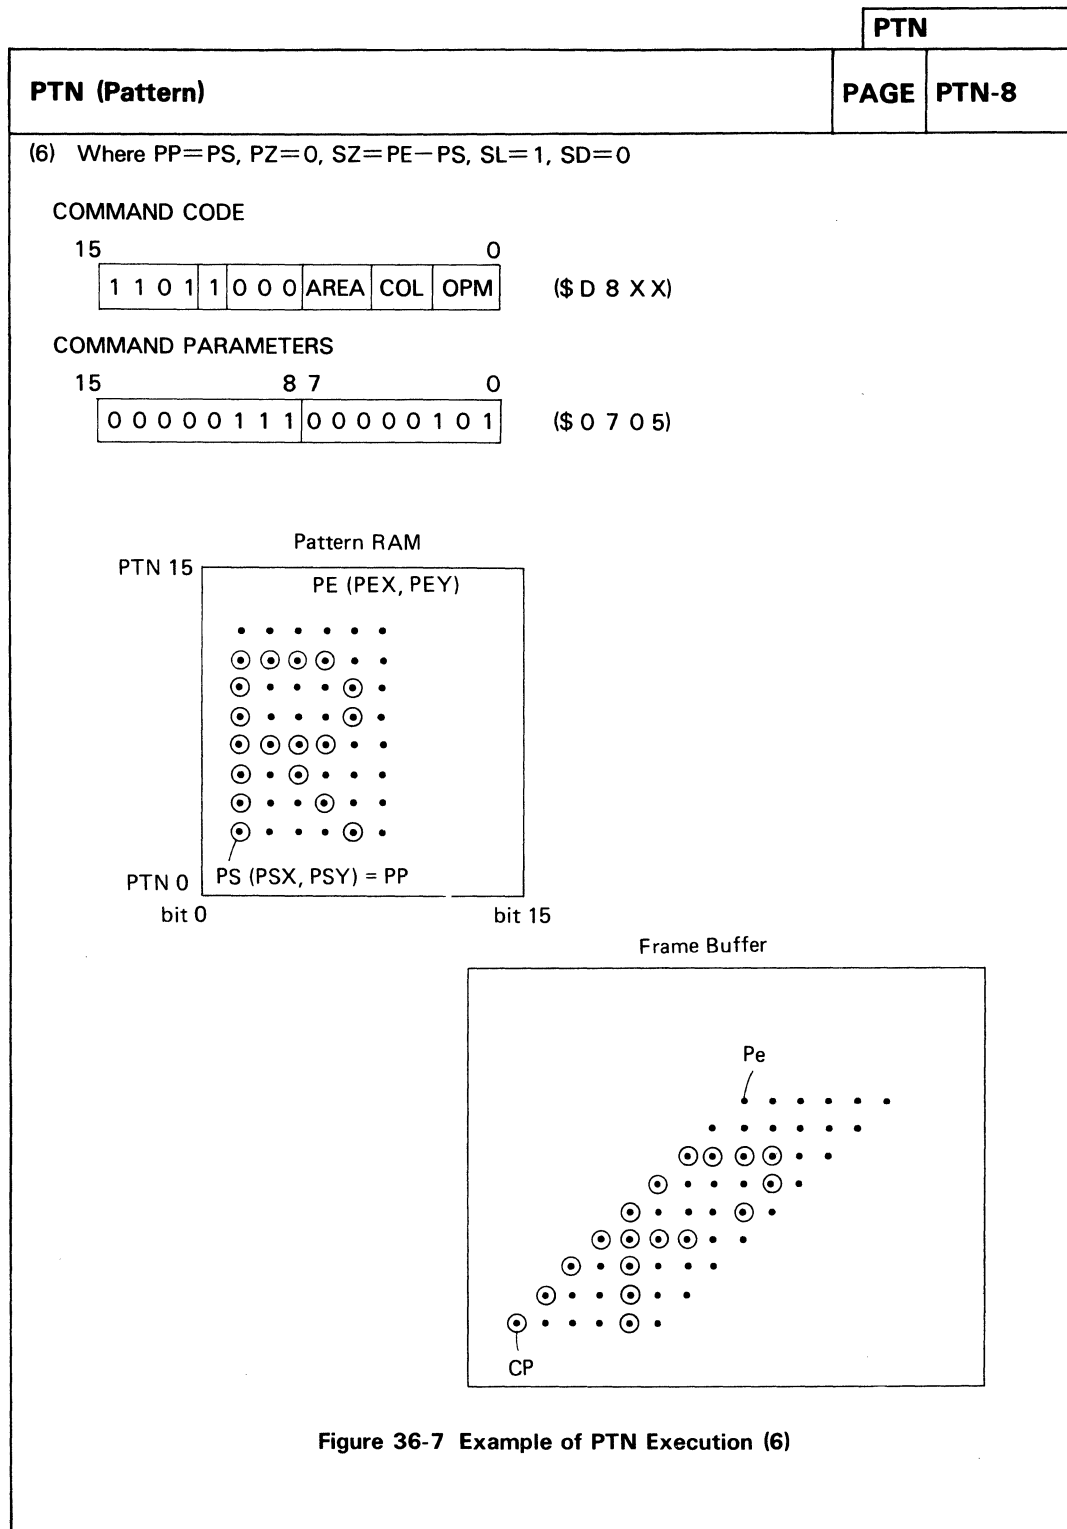 PTN
PTN (Pattern) PAGE PTN-8
(6) Where PP=PS, PZ=0, SZ=PE−PS, SL=1, SD=0
COMMAND CODE
15 0
1 1 0 1 1 0 0 0 AREA COL OPM ($ D 8 X X)
COMMAND PARAMETERS
15 8 7 0
0 0 0 0 0 1 1 1 0 0 0 0 0 1 0 1 ($ 0 7 0 5)
Pattern RAM
PTN 15
PE (PEX, PEY)
PTN 0
PS (PSX, PSY) = PP
bit 0 bit 15
Frame Buffer
Pe
CP
Figure 36-7 Example of PTN Execution (6)